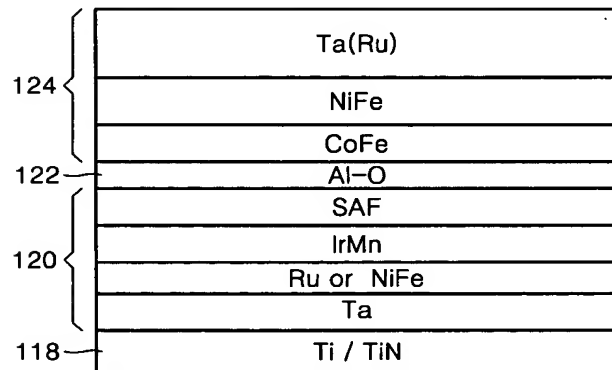 Ta(Ru)
124
NiFe
CoFe
122
Al-O
SAF
IrMn
120
Ru or NiFe
Ta
118
Ti / TiN